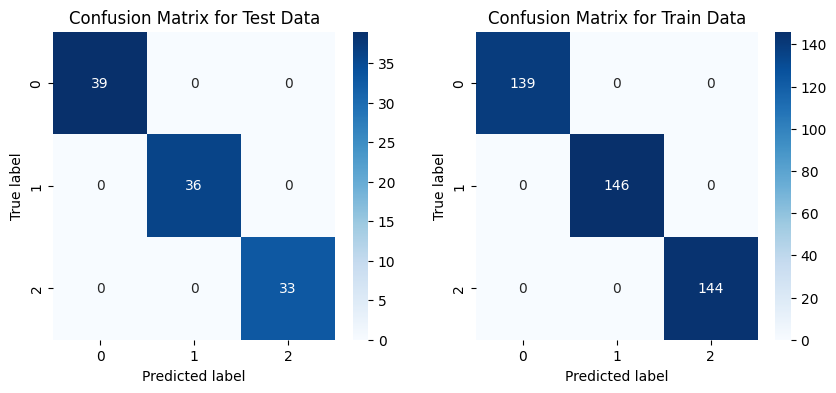 Confusion Matrix for Test Data
39 0 0
0 36 0
0 0 33
0
1
2
True label
0 1 2
Predicted label
35
30
25
20
15
10
5
0
Confusion Matrix for Train Data
139 0 0
0 146 0
0 0 144
0
1
2
True label
0 1 2
Predicted label
140
120
100
80
60
40
20
0